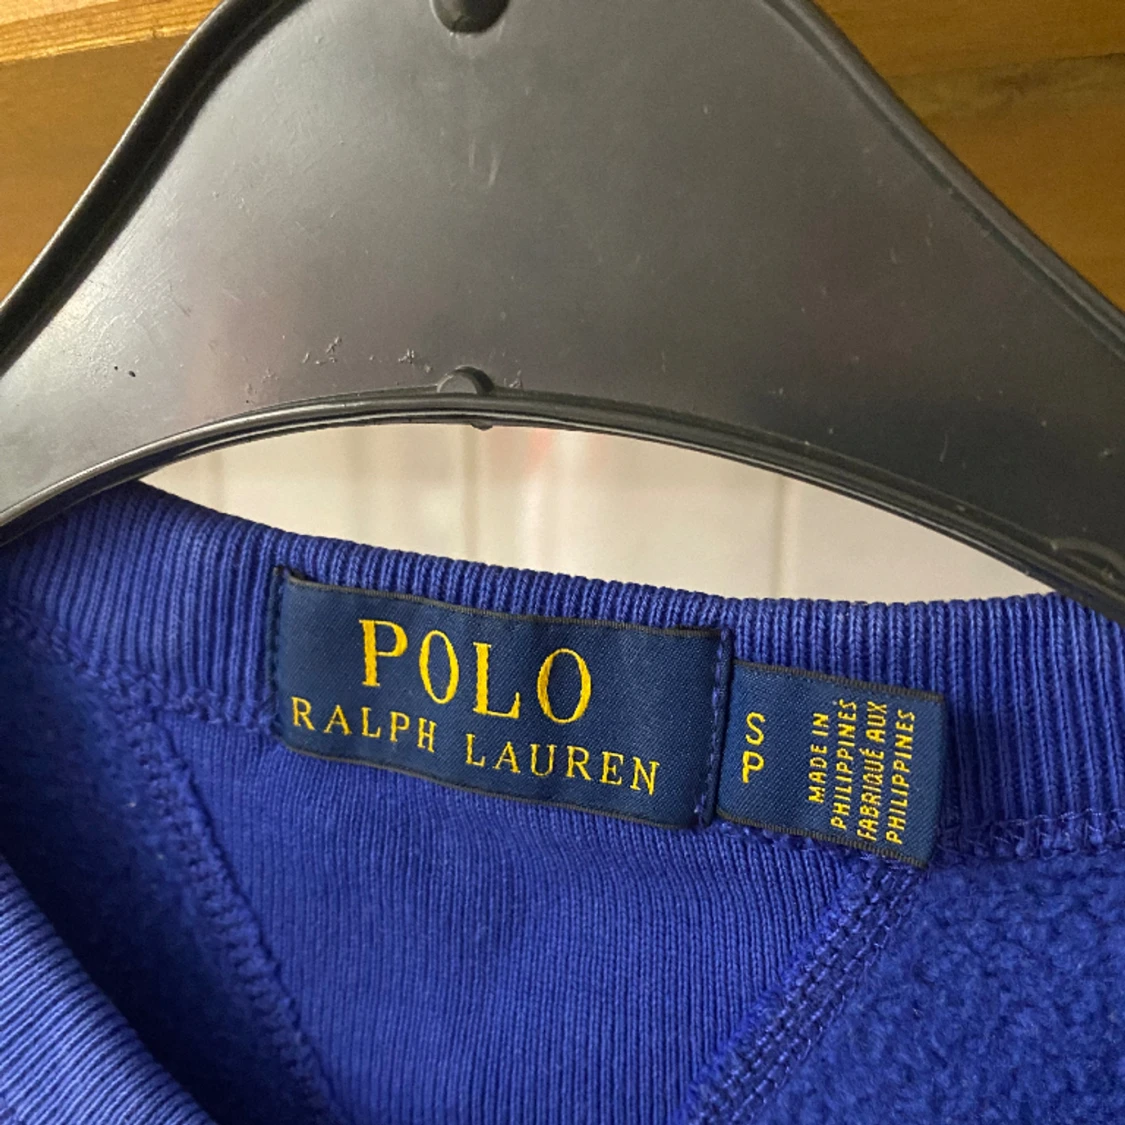 POLO
RALPH LAUREN
S
P
MADE IN
PHILIPPINES
FABRIQUÉ AUX
PHILIPPINES